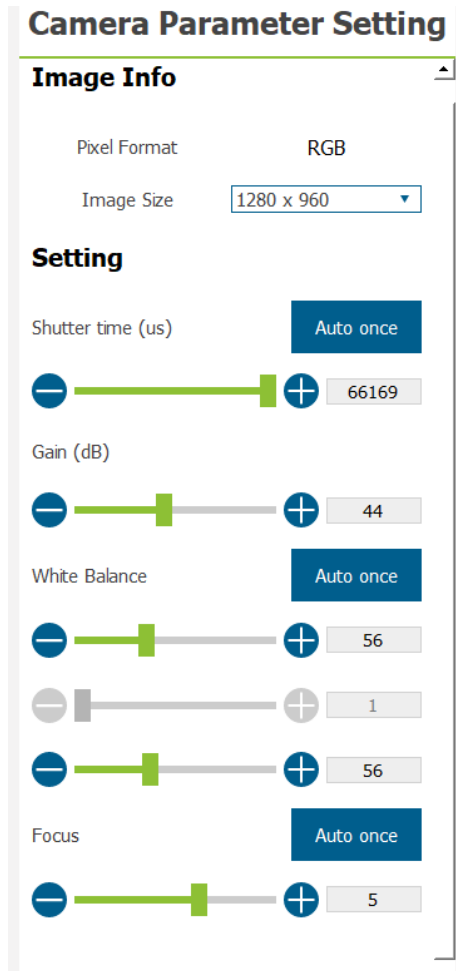 Camera Parameter Setting
Image Info
Pixel Format RGB
Image Size 1280 x 960
Setting
Shutter time (us) Auto once
66169
Gain (dB)
44
White Balance Auto once
56
1
56
Focus Auto once
5